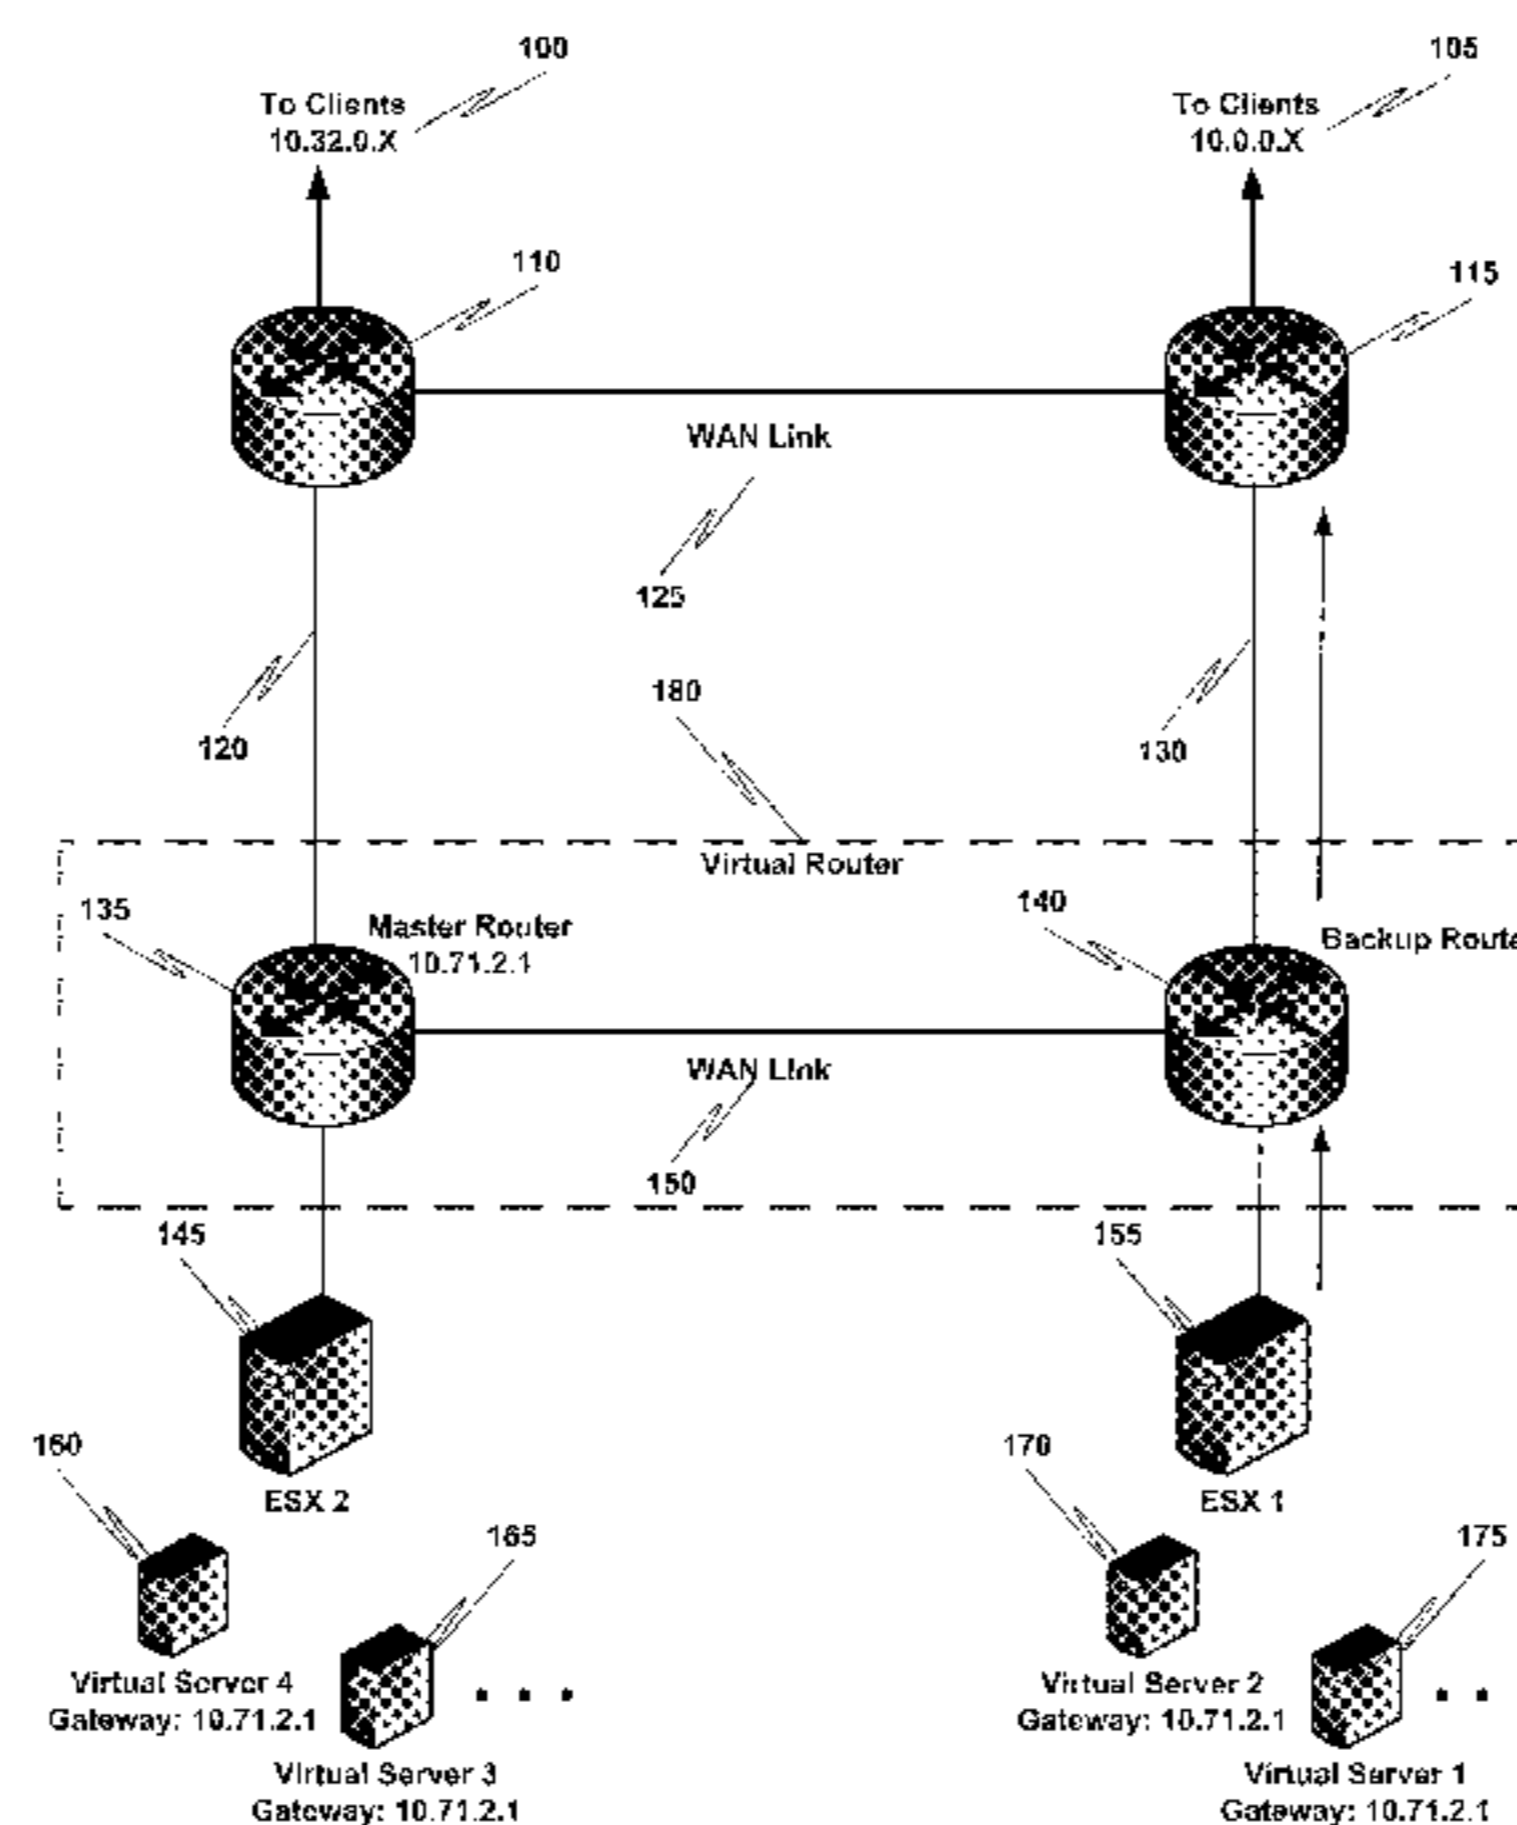 100
105
To Clients
10.32.0.X
To Clients
10.0.0.X
110
115
WAN Link
125
120
180
130
Virtual Router
135
Master Router
10.71.2.1
140
Backup Route
WAN Link
150
145
155
160
ESX 2
170
ESX 1
165
175
Virtual Server 4
Gateway: 10.71.2.1
Virtual Server 2
Gateway: 10.71.2.1
Virtual Server 3
Gateway: 10.71.2.1
Virtual Server 1
Gateway: 10.71.2.1